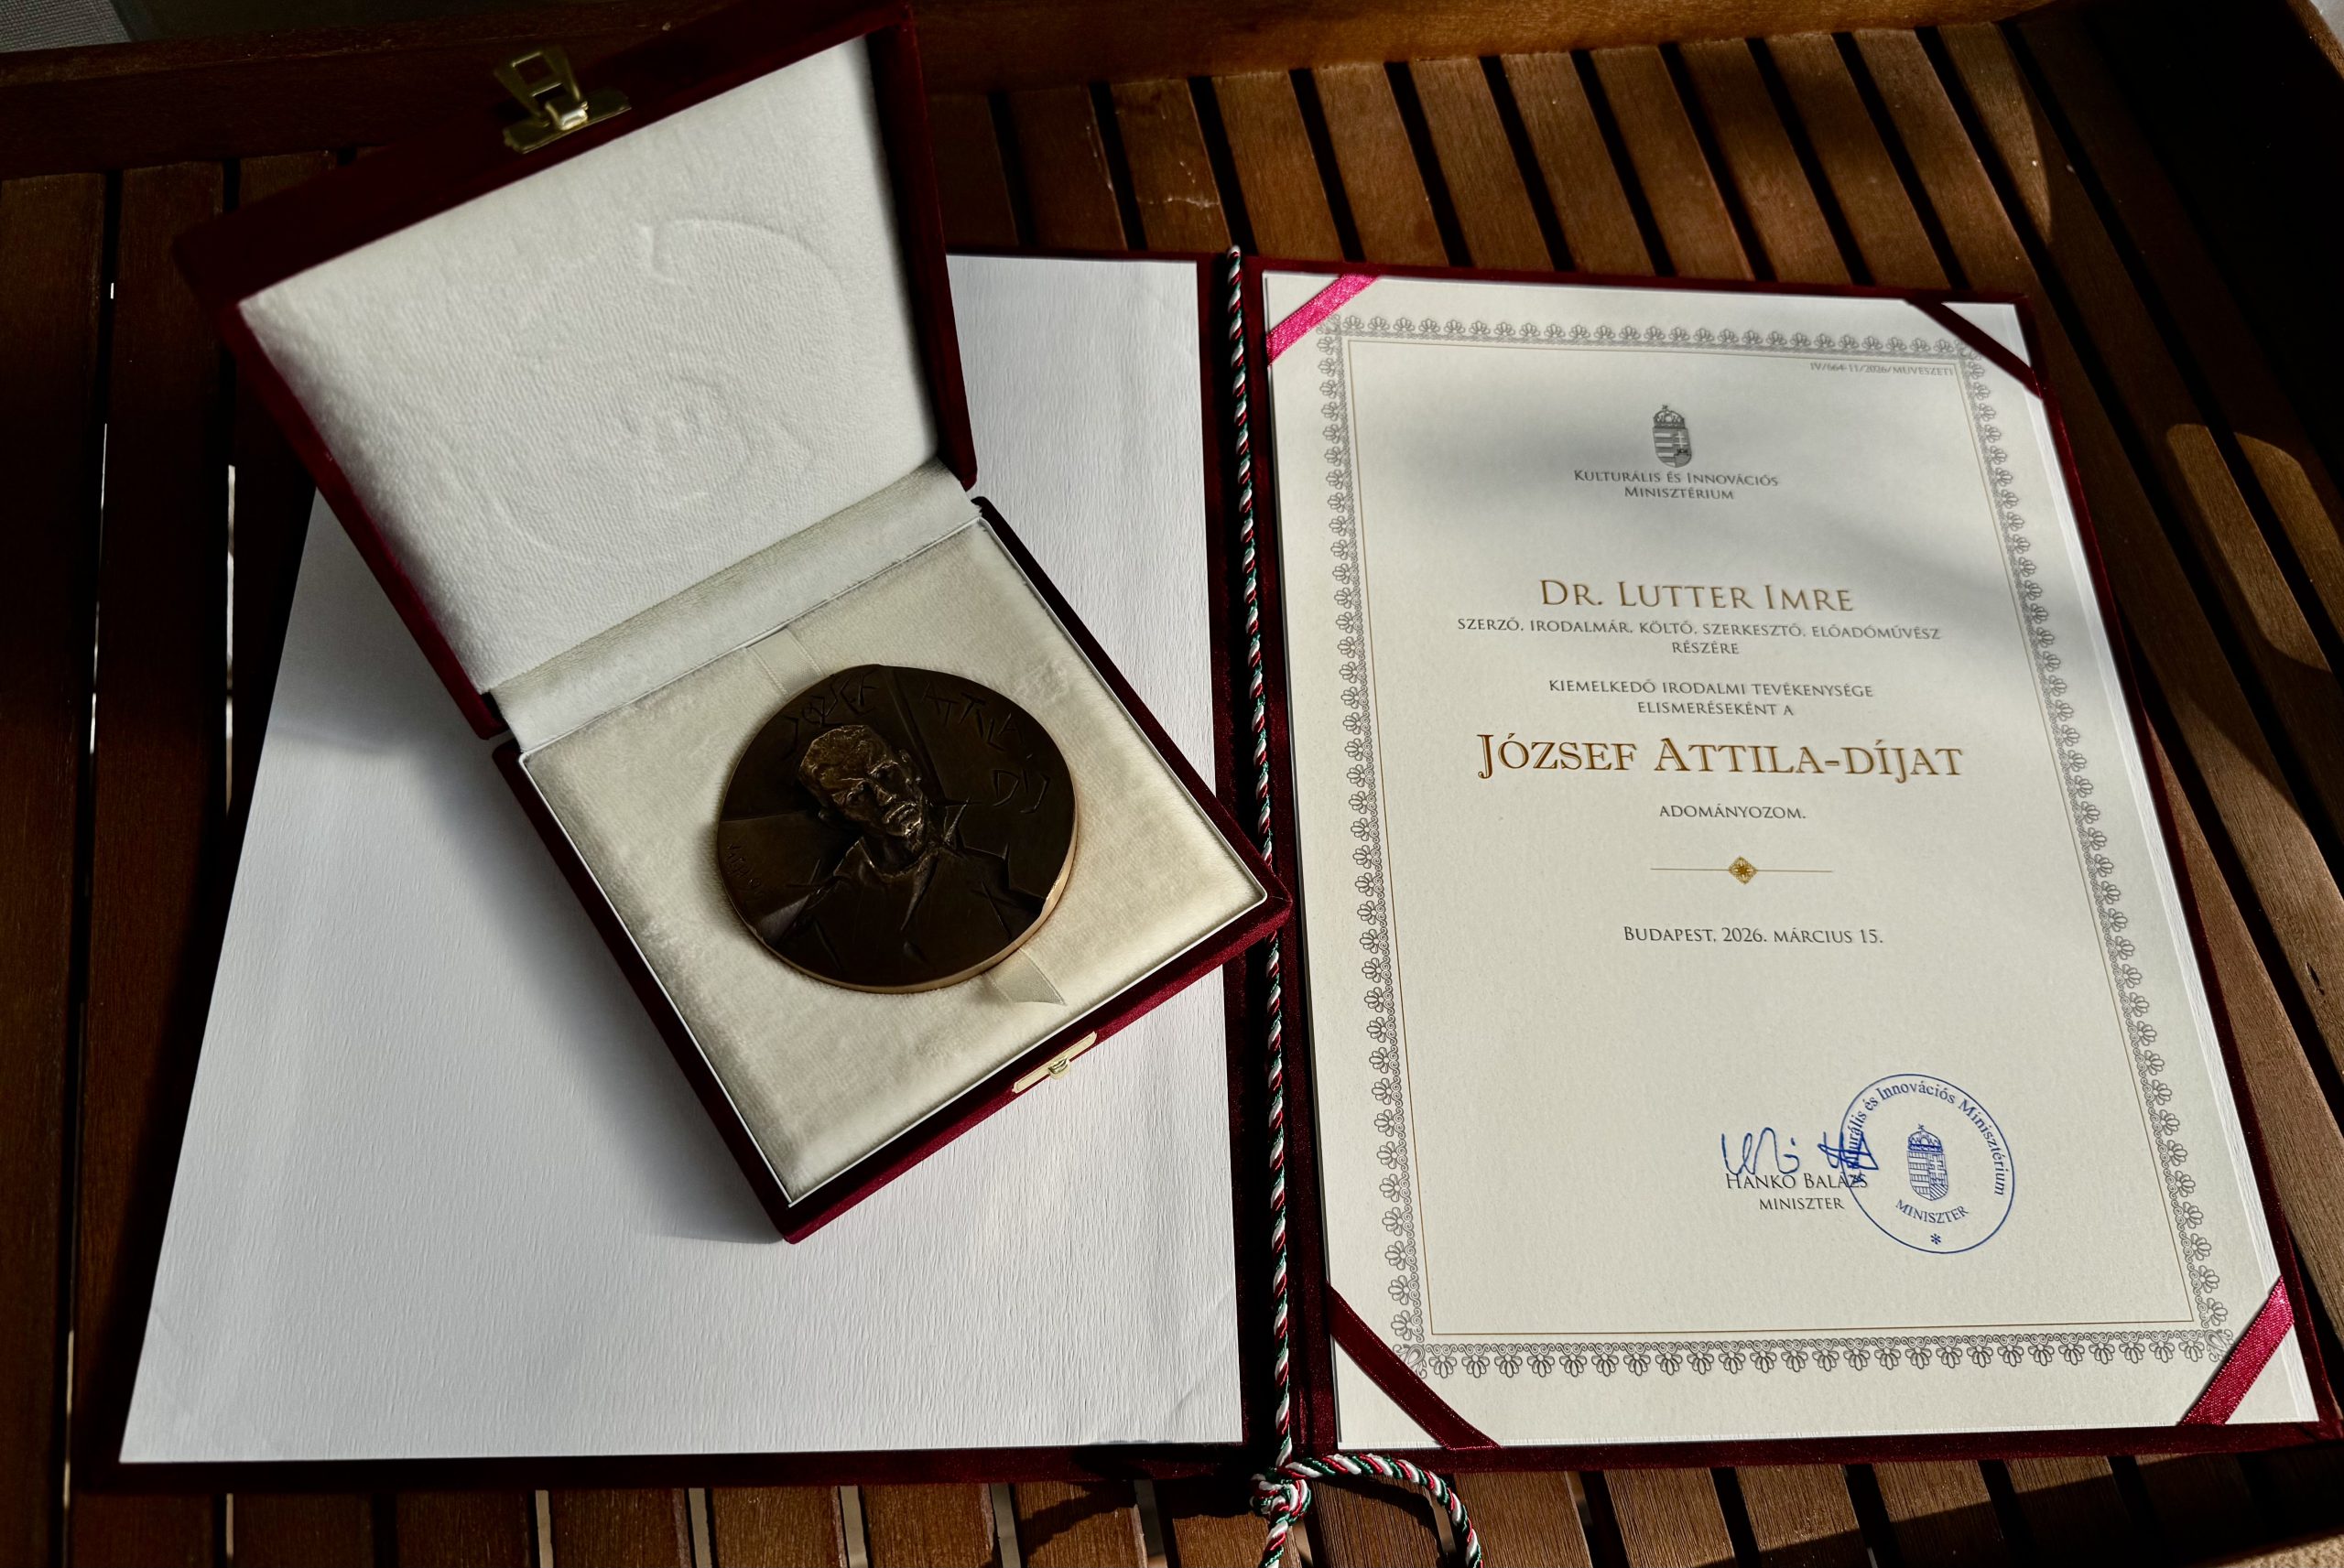 JÓZSEF ATTILA
DÍJ
IV/664-11/2026/MUVESZETI
KULTURÁLIS ÉS INNOVÁCIÓS
MINISZTÉRIUM
DR. LUTTER IMRE
SZERZŐ, IRODALMÁR, KÖLTŐ, SZERKESZTŐ, ELŐADÓMŰVÉSZ
RÉSZÉRE
KIEMELKEDŐ IRODALMI TEVÉKENYSÉGE
ELISMERÉSEKÉNT A
JÓZSEF ATTILA-DÍJAT
ADOMÁNYOZOM.
BUDAPEST, 2026. MÁRCIUS 15.
HANKÓ BALÁZS
MINISZTER
Kulturális és Innovációs Minisztérium
MINISZTER
*